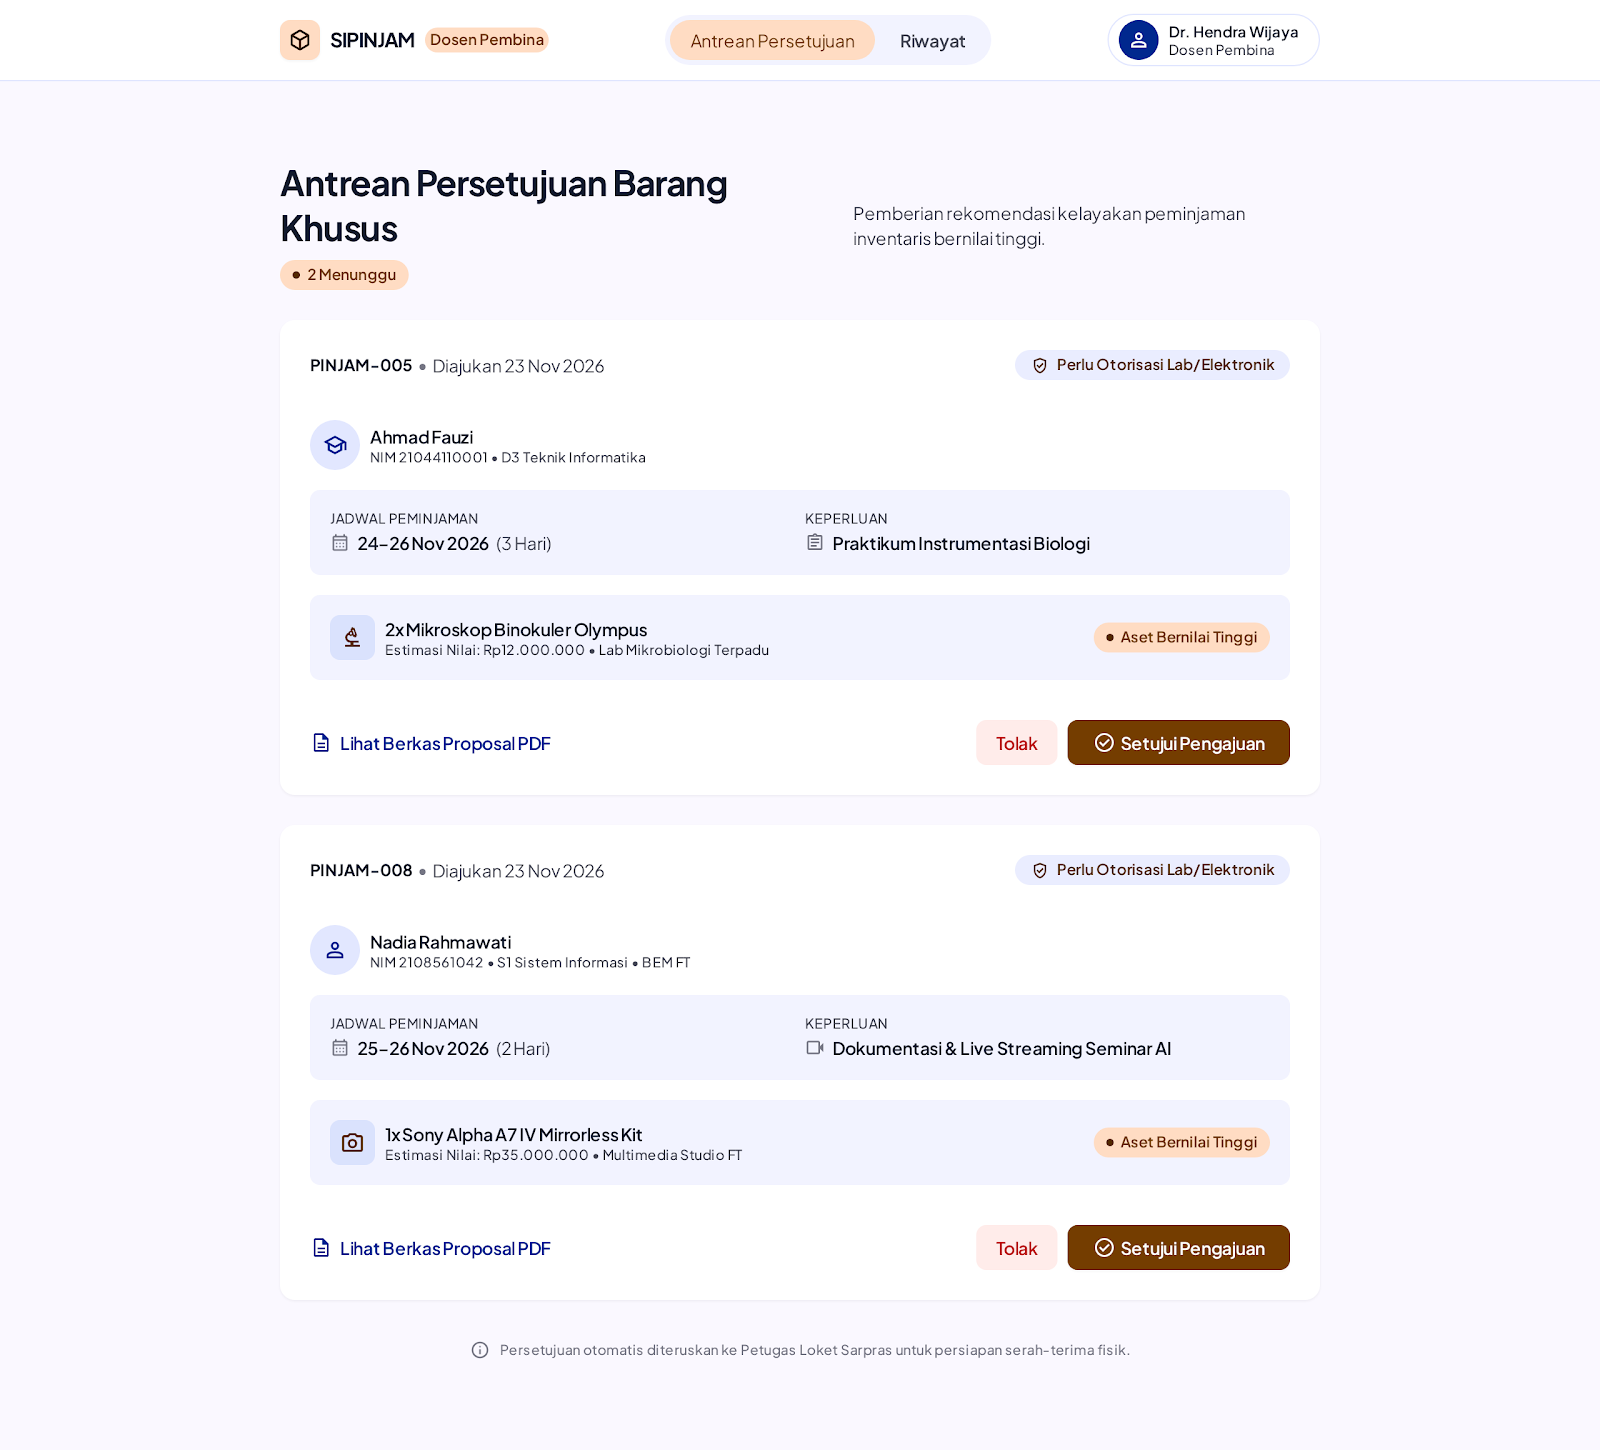 SIPINJAM
Dosen Pembina
Antrean Persetujuan
Riwayat
Dr. Hendra Wijaya
Dosen Pembina
Antrean Persetujuan Barang
Khusus
2 Menunggu
Pemberian rekomendasi kelayakan peminjaman
inventaris bernilai tinggi.
PINJAM-005 • Diajukan 23 Nov 2026
Perlu Otorisasi Lab/Elektronik
Ahmad Fauzi
NIM 21044110001 • D3 Teknik Informatika
JADWAL PEMINJAMAN
24–26 Nov 2026 (3 Hari)
KEPERLUAN
Praktikum Instrumentasi Biologi
2x Mikroskop Binokuler Olympus
Estimasi Nilai: Rp12.000.000 • Lab Mikrobiologi Terpadu
Aset Bernilai Tinggi
Lihat Berkas Proposal PDF
Tolak
Setujui Pengajuan
PINJAM-008 • Diajukan 23 Nov 2026
Perlu Otorisasi Lab/Elektronik
Nadia Rahmawati
NIM 2108561042 • S1 Sistem Informasi • BEM FT
JADWAL PEMINJAMAN
25–26 Nov 2026 (2 Hari)
KEPERLUAN
Dokumentasi & Live Streaming Seminar AI
1x Sony Alpha A7 IV Mirrorless Kit
Estimasi Nilai: Rp35.000.000 • Multimedia Studio FT
Aset Bernilai Tinggi
Lihat Berkas Proposal PDF
Tolak
Setujui Pengajuan
Persetujuan otomatis diteruskan ke Petugas Loket Sarpras untuk persiapan serah-terima fisik.